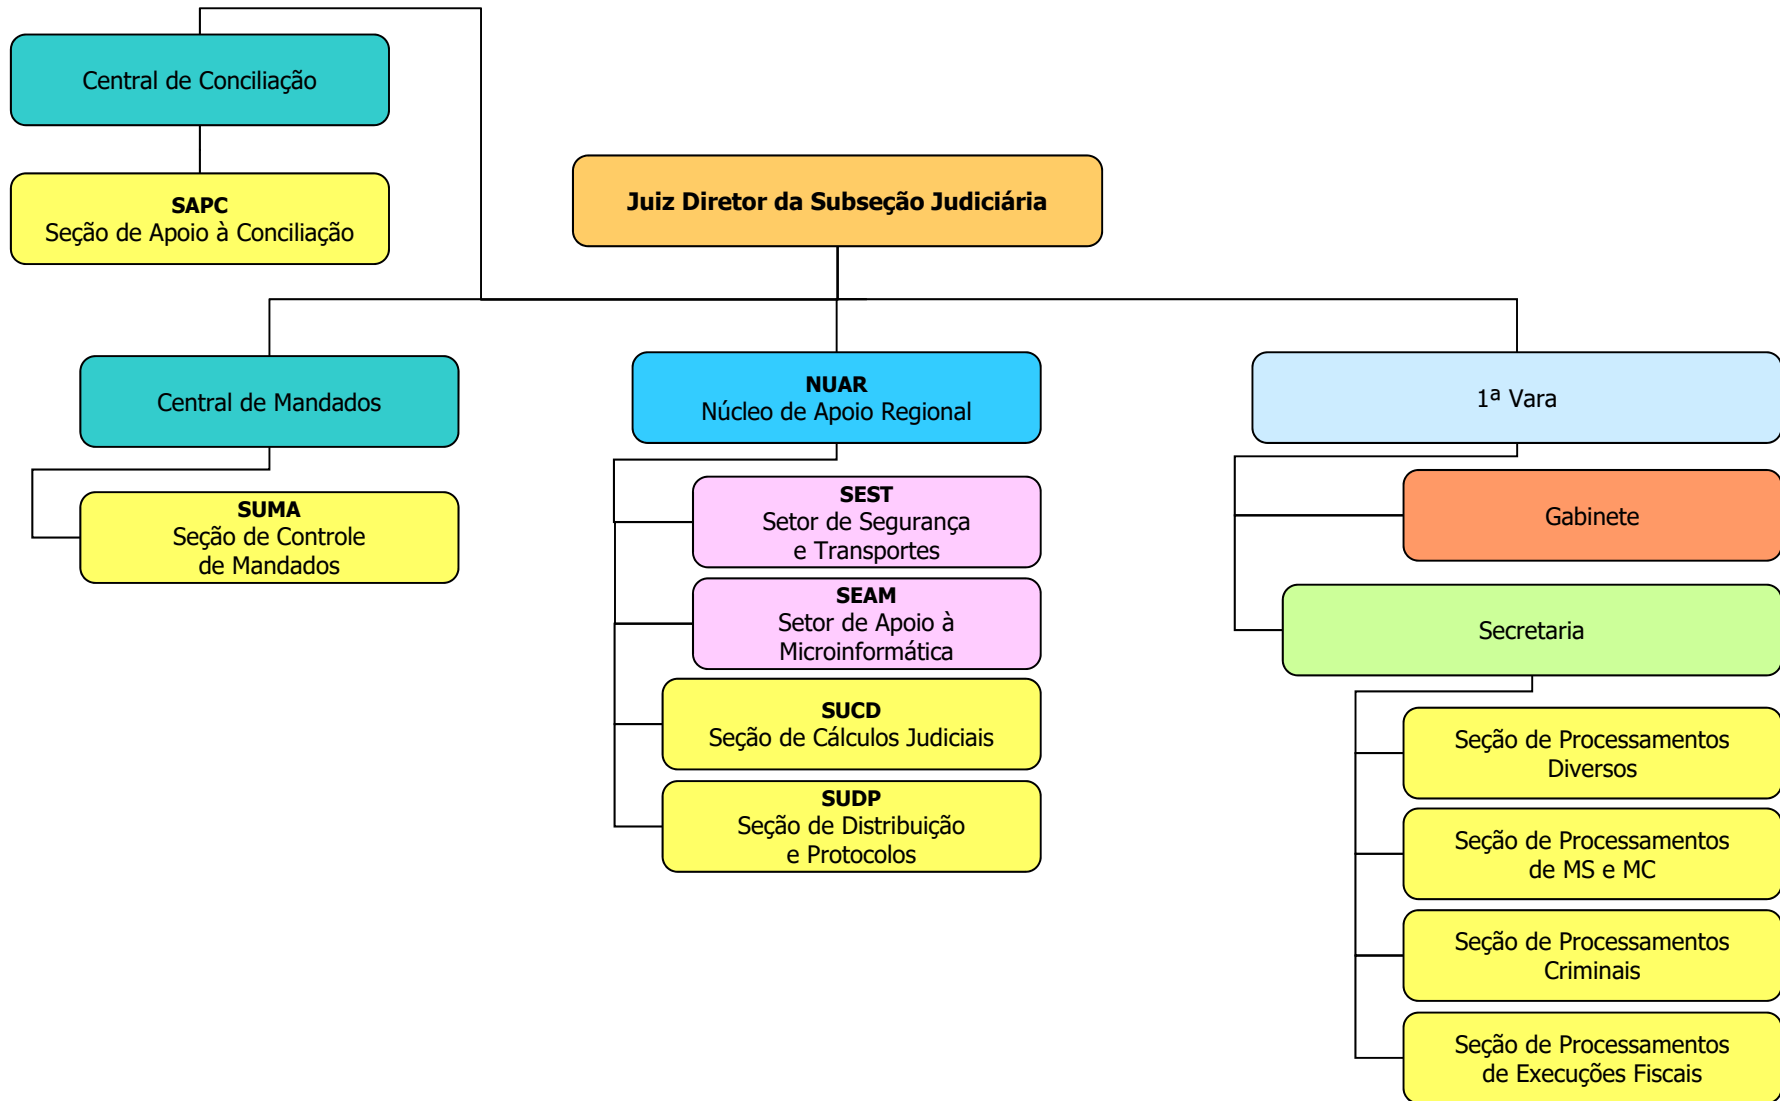 Central de Conciliação
SAPC
Seção de Apoio à Conciliação
Juiz Diretor da Subseção Judiciária
Central de Mandados
SUMA
Seção de Controle
de Mandados
NUAR
Núcleo de Apoio Regional
SEST
Setor de Segurança
e Transportes
SEAM
Setor de Apoio à
Microinformática
SUCD
Seção de Cálculos Judiciais
SUDP
Seção de Distribuição
e Protocolos
1ª Vara
Gabinete
Secretaria
Seção de Processamentos
Diversos
Seção de Processamentos
de MS e MC
Seção de Processamentos
Criminais
Seção de Processamentos
de Execuções Fiscais